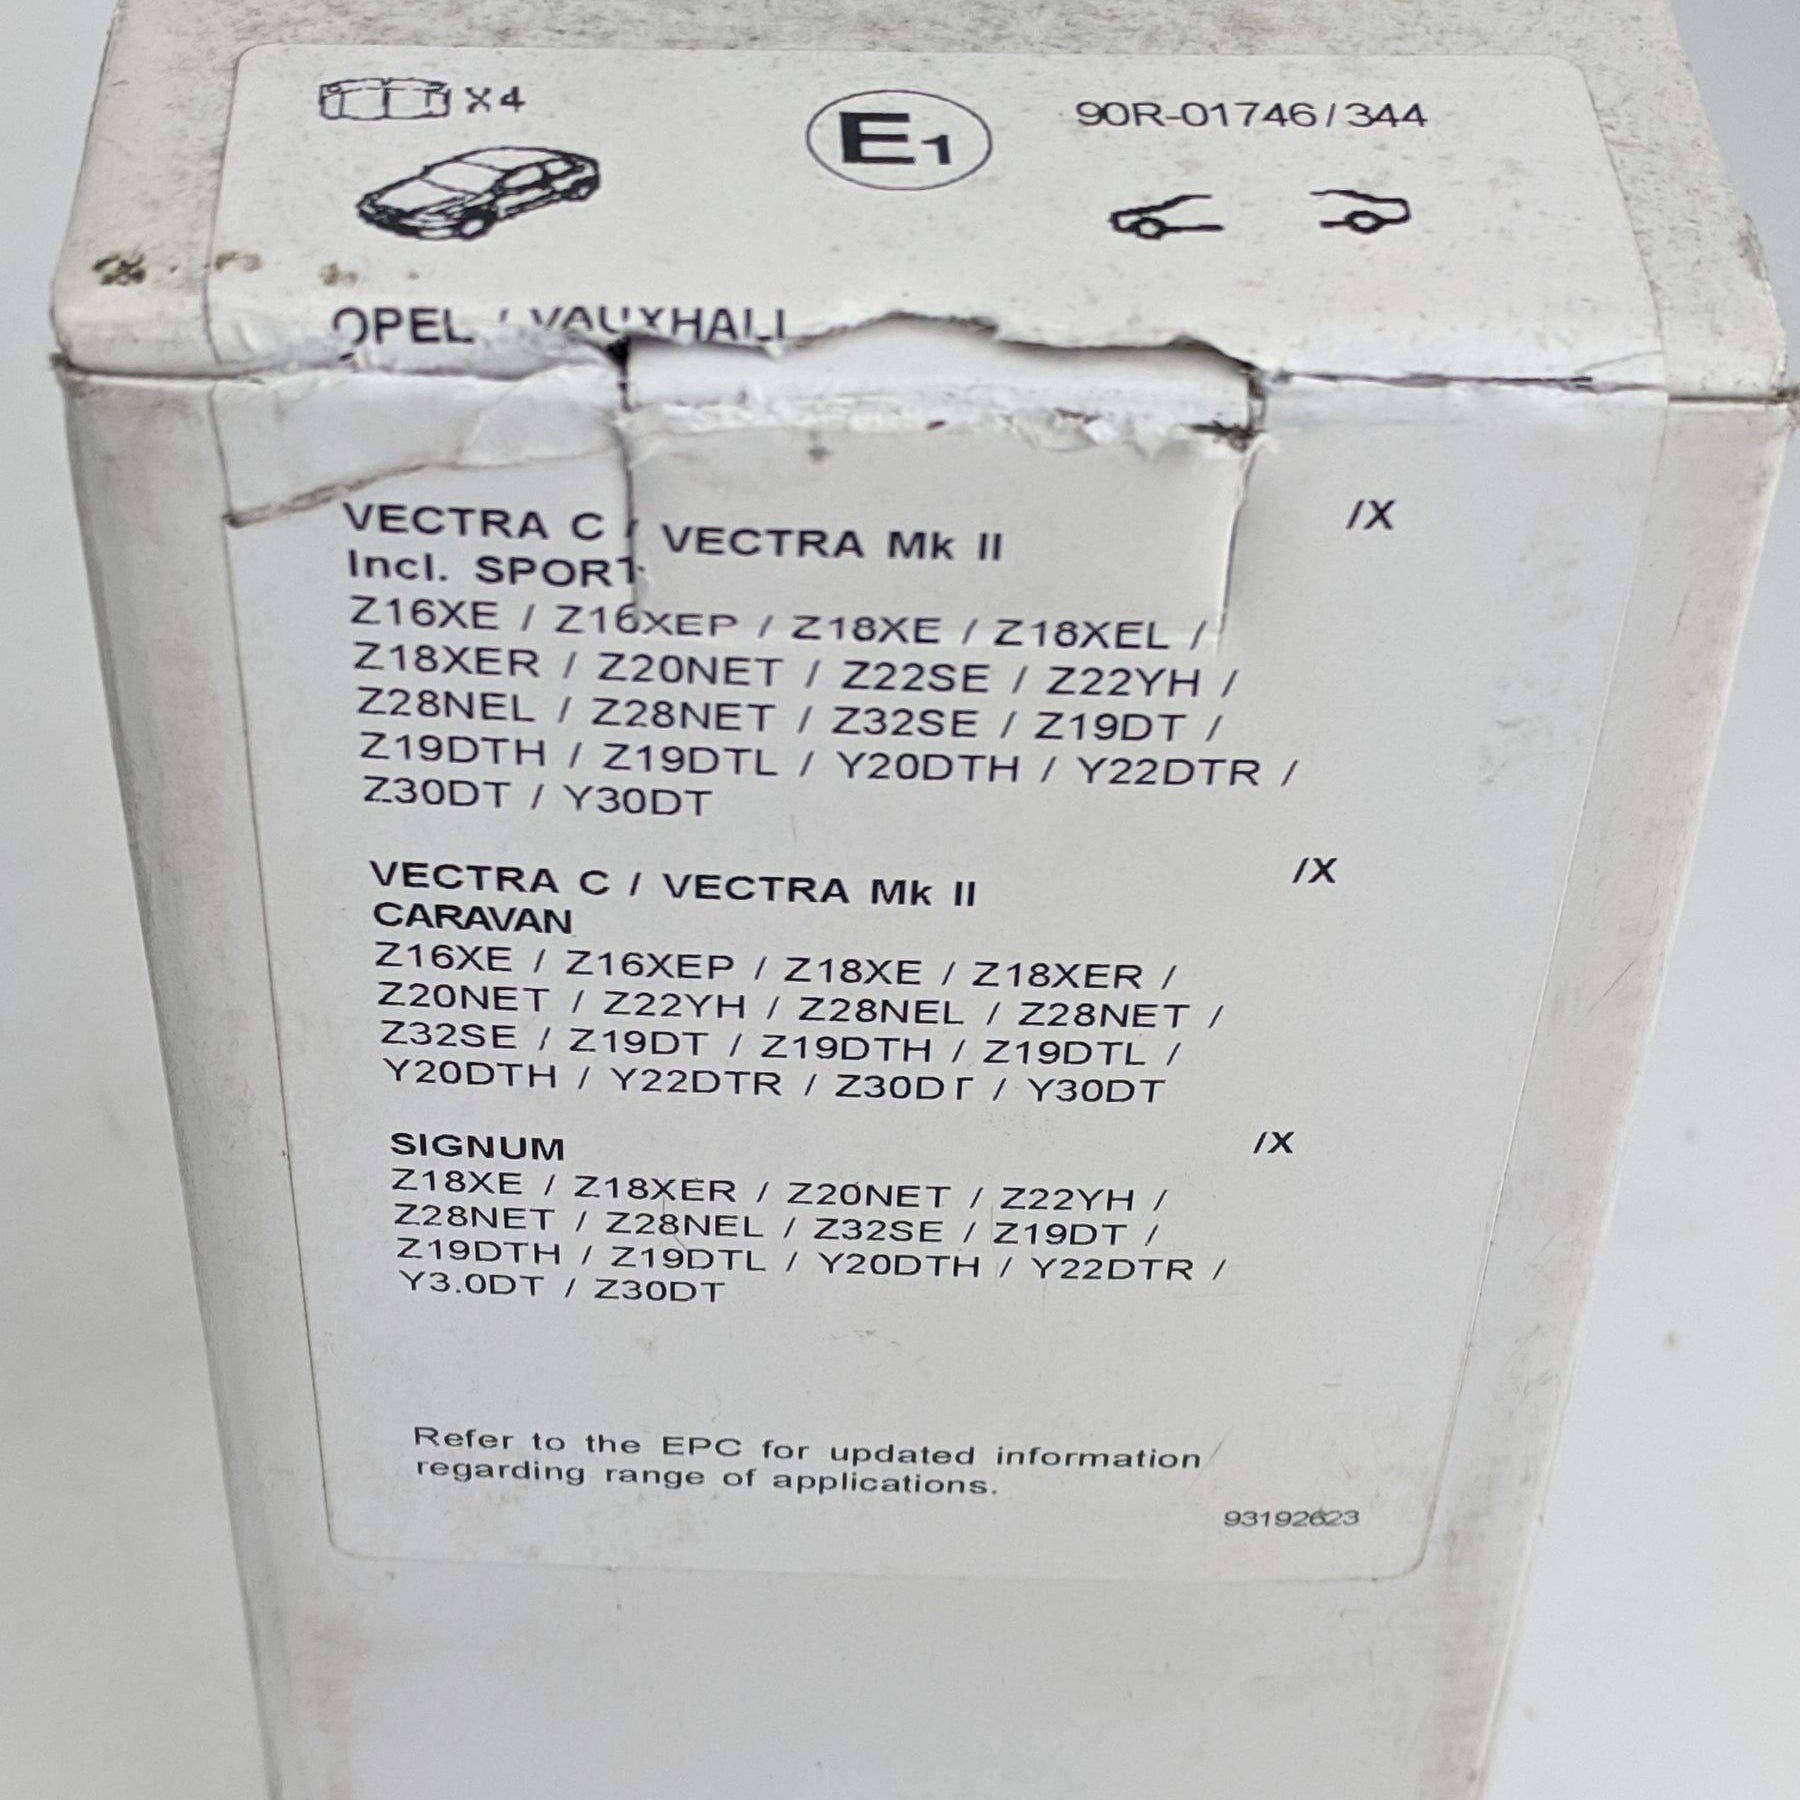 X4
E1
90R-01746/344
OPEL / VAUXHALL
VECTRA C / VECTRA Mk II /X
Incl. SPORT
Z16XE / Z16XEP / Z18XE / Z18XEL /
Z18XER / Z20NET / Z22SE / Z22YH /
Z28NEL / Z28NET / Z32SE / Z19DT /
Z19DTH / Z19DTL / Y20DTH / Y22DTR /
Z30DT / Y30DT
VECTRA C / VECTRA Mk II /X
CARAVAN
Z16XE / Z16XEP / Z18XE / Z18XER /
Z20NET / Z22YH / Z28NEL / Z28NET /
Z32SE / Z19DT / Z19DTH / Z19DTL /
Y20DTH / Y22DTR / Z30DT / Y30DT
SIGNUM /X
Z18XE / Z18XER / Z20NET / Z22YH /
Z28NET / Z28NEL / Z32SE / Z19DT /
Z19DTH / Z19DTL / Y20DTH / Y22DTR /
Y3.0DT / Z30DT
Refer to the EPC for updated information
regarding range of applications.
93192623